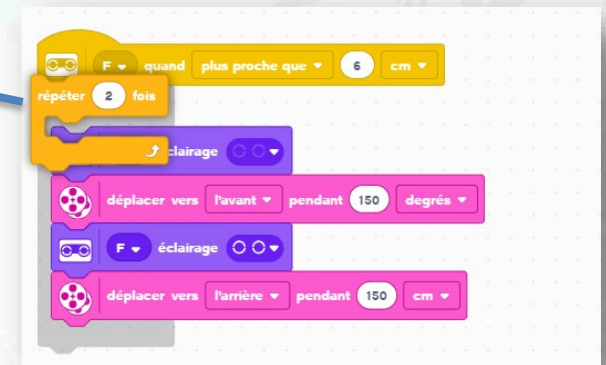 F quand plus proche que 6 cm
répéter 2 fois
clairage
déplacer vers l'avant pendant 150 degrés
F éclairage
déplacer vers l'arrière pendant 150 cm